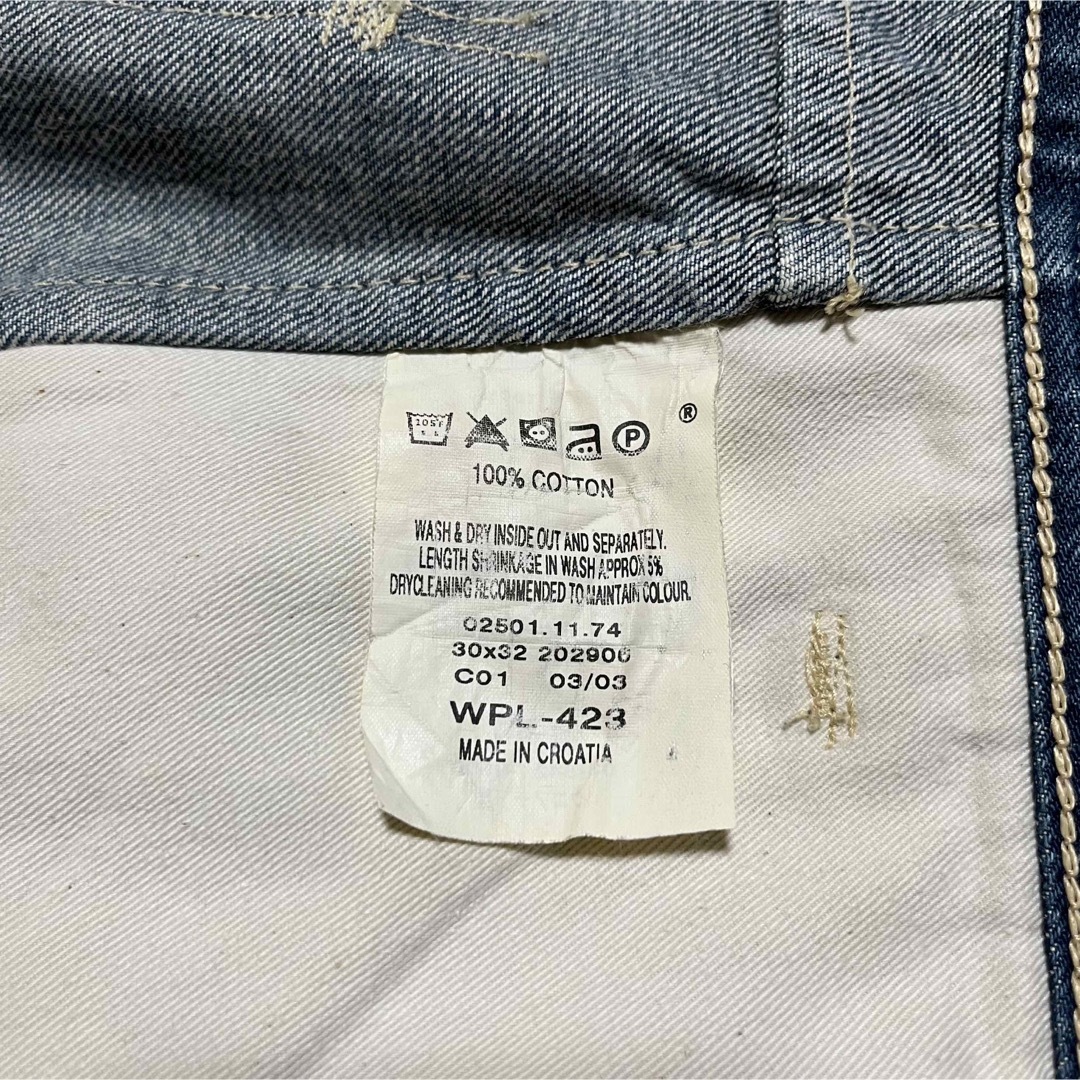 105F
P ®
100% COTTON
WASH & DRY INSIDE OUT AND SEPARATELY.
LENGTH SHRINKAGE IN WASH APPROX 5%
DRYCLEANING RECOMMENDED TO MAINTAIN COLOUR.
02501.11.74
30x32 202906
C01 03/03
WPL-423
MADE IN CROATIA